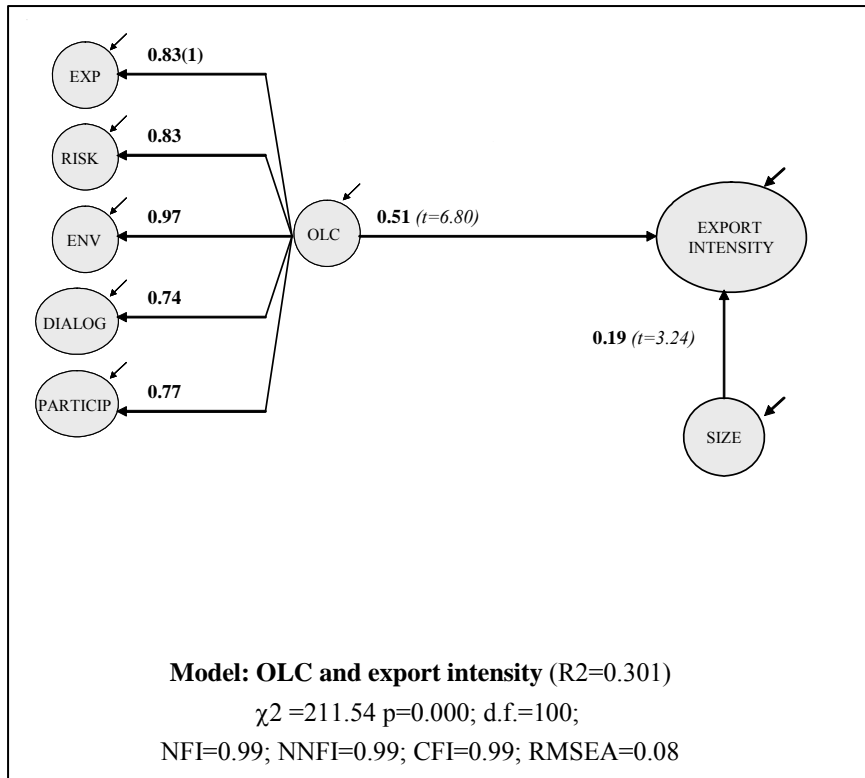 EXP
0.83(1)
RISK
0.83
ENV
0.97
DIALOG
0.74
PARTICIP
0.77
OLC
0.51 (t=6.80)
EXPORT
INTENSITY
0.19 (t=3.24)
SIZE
Model: OLC and export intensity (R2=0.301)
χ2 =211.54 p=0.000; d.f.=100;
NFI=0.99; NNFI=0.99; CFI=0.99; RMSEA=0.08